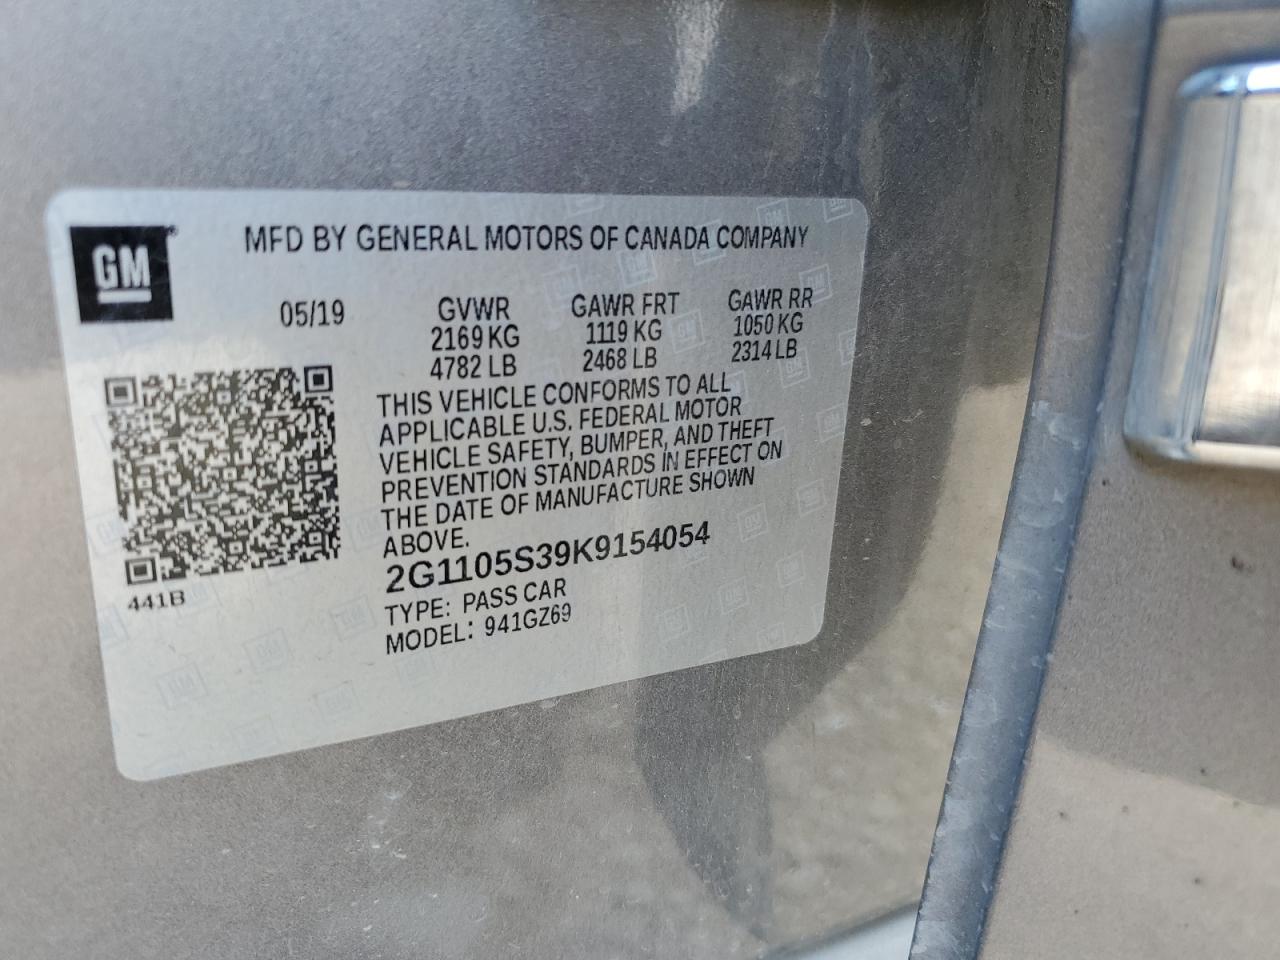 GM
MFD BY GENERAL MOTORS OF CANADA COMPANY
05/19 GVWR GAWR FRT GAWR RR
2169 KG 1119 KG 1050 KG
4782 LB 2468 LB 2314 LB
THIS VEHICLE CONFORMS TO ALL
APPLICABLE U.S. FEDERAL MOTOR
VEHICLE SAFETY, BUMPER, AND THEFT
PREVENTION STANDARDS IN EFFECT ON
THE DATE OF MANUFACTURE SHOWN
ABOVE.
2G1105S39K9154054
441B
TYPE: PASS CAR
MODEL: 941GZ69